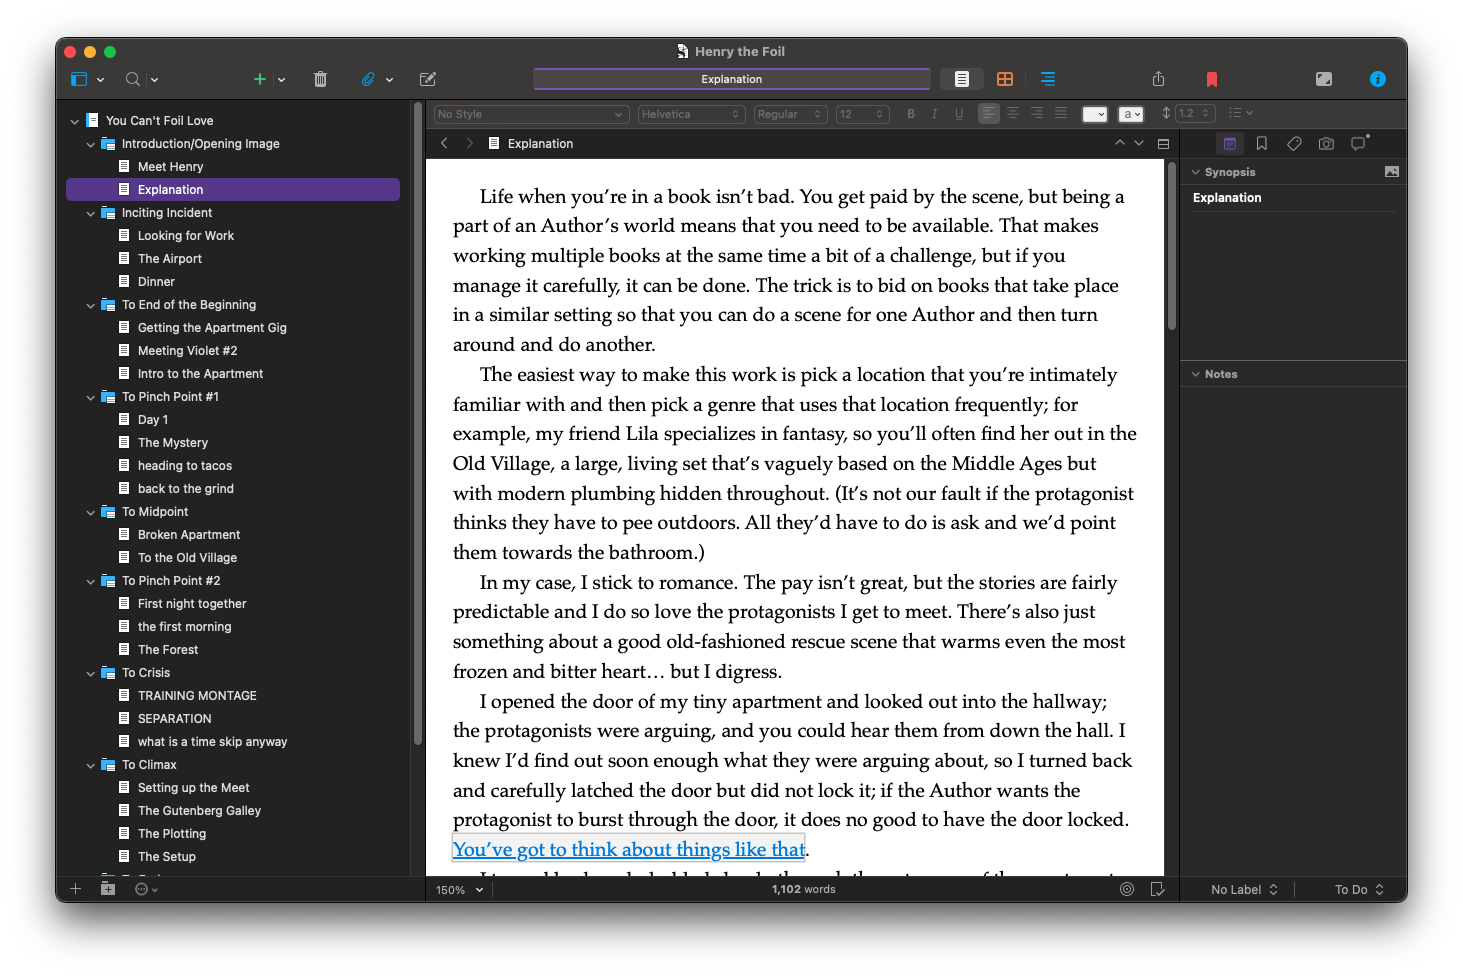 Henry the Foil
Explanation
No Style
Helvetica
Regular
12
B
I
U
a
1.2
You Can't Foil Love
Introduction/Opening Image
Meet Henry
Explanation
Inciting Incident
Looking for Work
The Airport
Dinner
To End of the Beginning
Getting the Apartment Gig
Meeting Violet #2
Intro to the Apartment
To Pinch Point #1
Day 1
The Mystery
heading to tacos
back to the grind
To Midpoint
Broken Apartment
To the Old Village
To Pinch Point #2
First night together
the first morning
The Forest
To Crisis
TRAINING MONTAGE
SEPARATION
what is a time skip anyway
To Climax
Setting up the Meet
The Gutenberg Galley
The Plotting
The Setup
Explanation
Life when you’re in a book isn’t bad. You get paid by the scene, but being a
part of an Author’s world means that you need to be available. That makes
working multiple books at the same time a bit of a challenge, but if you
manage it carefully, it can be done. The trick is to bid on books that take place
in a similar setting so that you can do a scene for one Author and then turn
around and do another.
The easiest way to make this work is pick a location that you’re intimately
familiar with and then pick a genre that uses that location frequently; for
example, my friend Lila specializes in fantasy, so you’ll often find her out in the
Old Village, a large, living set that’s vaguely based on the Middle Ages but
with modern plumbing hidden throughout. (It’s not our fault if the protagonist
thinks they have to pee outdoors. All they’d have to do is ask and we’d point
them towards the bathroom.)
In my case, I stick to romance. The pay isn’t great, but the stories are fairly
predictable and I do so love the protagonists I get to meet. There’s also just
something about a good old-fashioned rescue scene that warms even the most
frozen and bitter heart… but I digress.
I opened the door of my tiny apartment and looked out into the hallway;
the protagonists were arguing, and you could hear them from down the hall. I
knew I’d find out soon enough what they were arguing about, so I turned back
and carefully latched the door but did not lock it; if the Author wants the
protagonist to burst through the door, it does no good to have the door locked.
You’ve got to think about things like that.
Synopsis
Explanation
Notes
150%
1,102 words
No Label
To Do